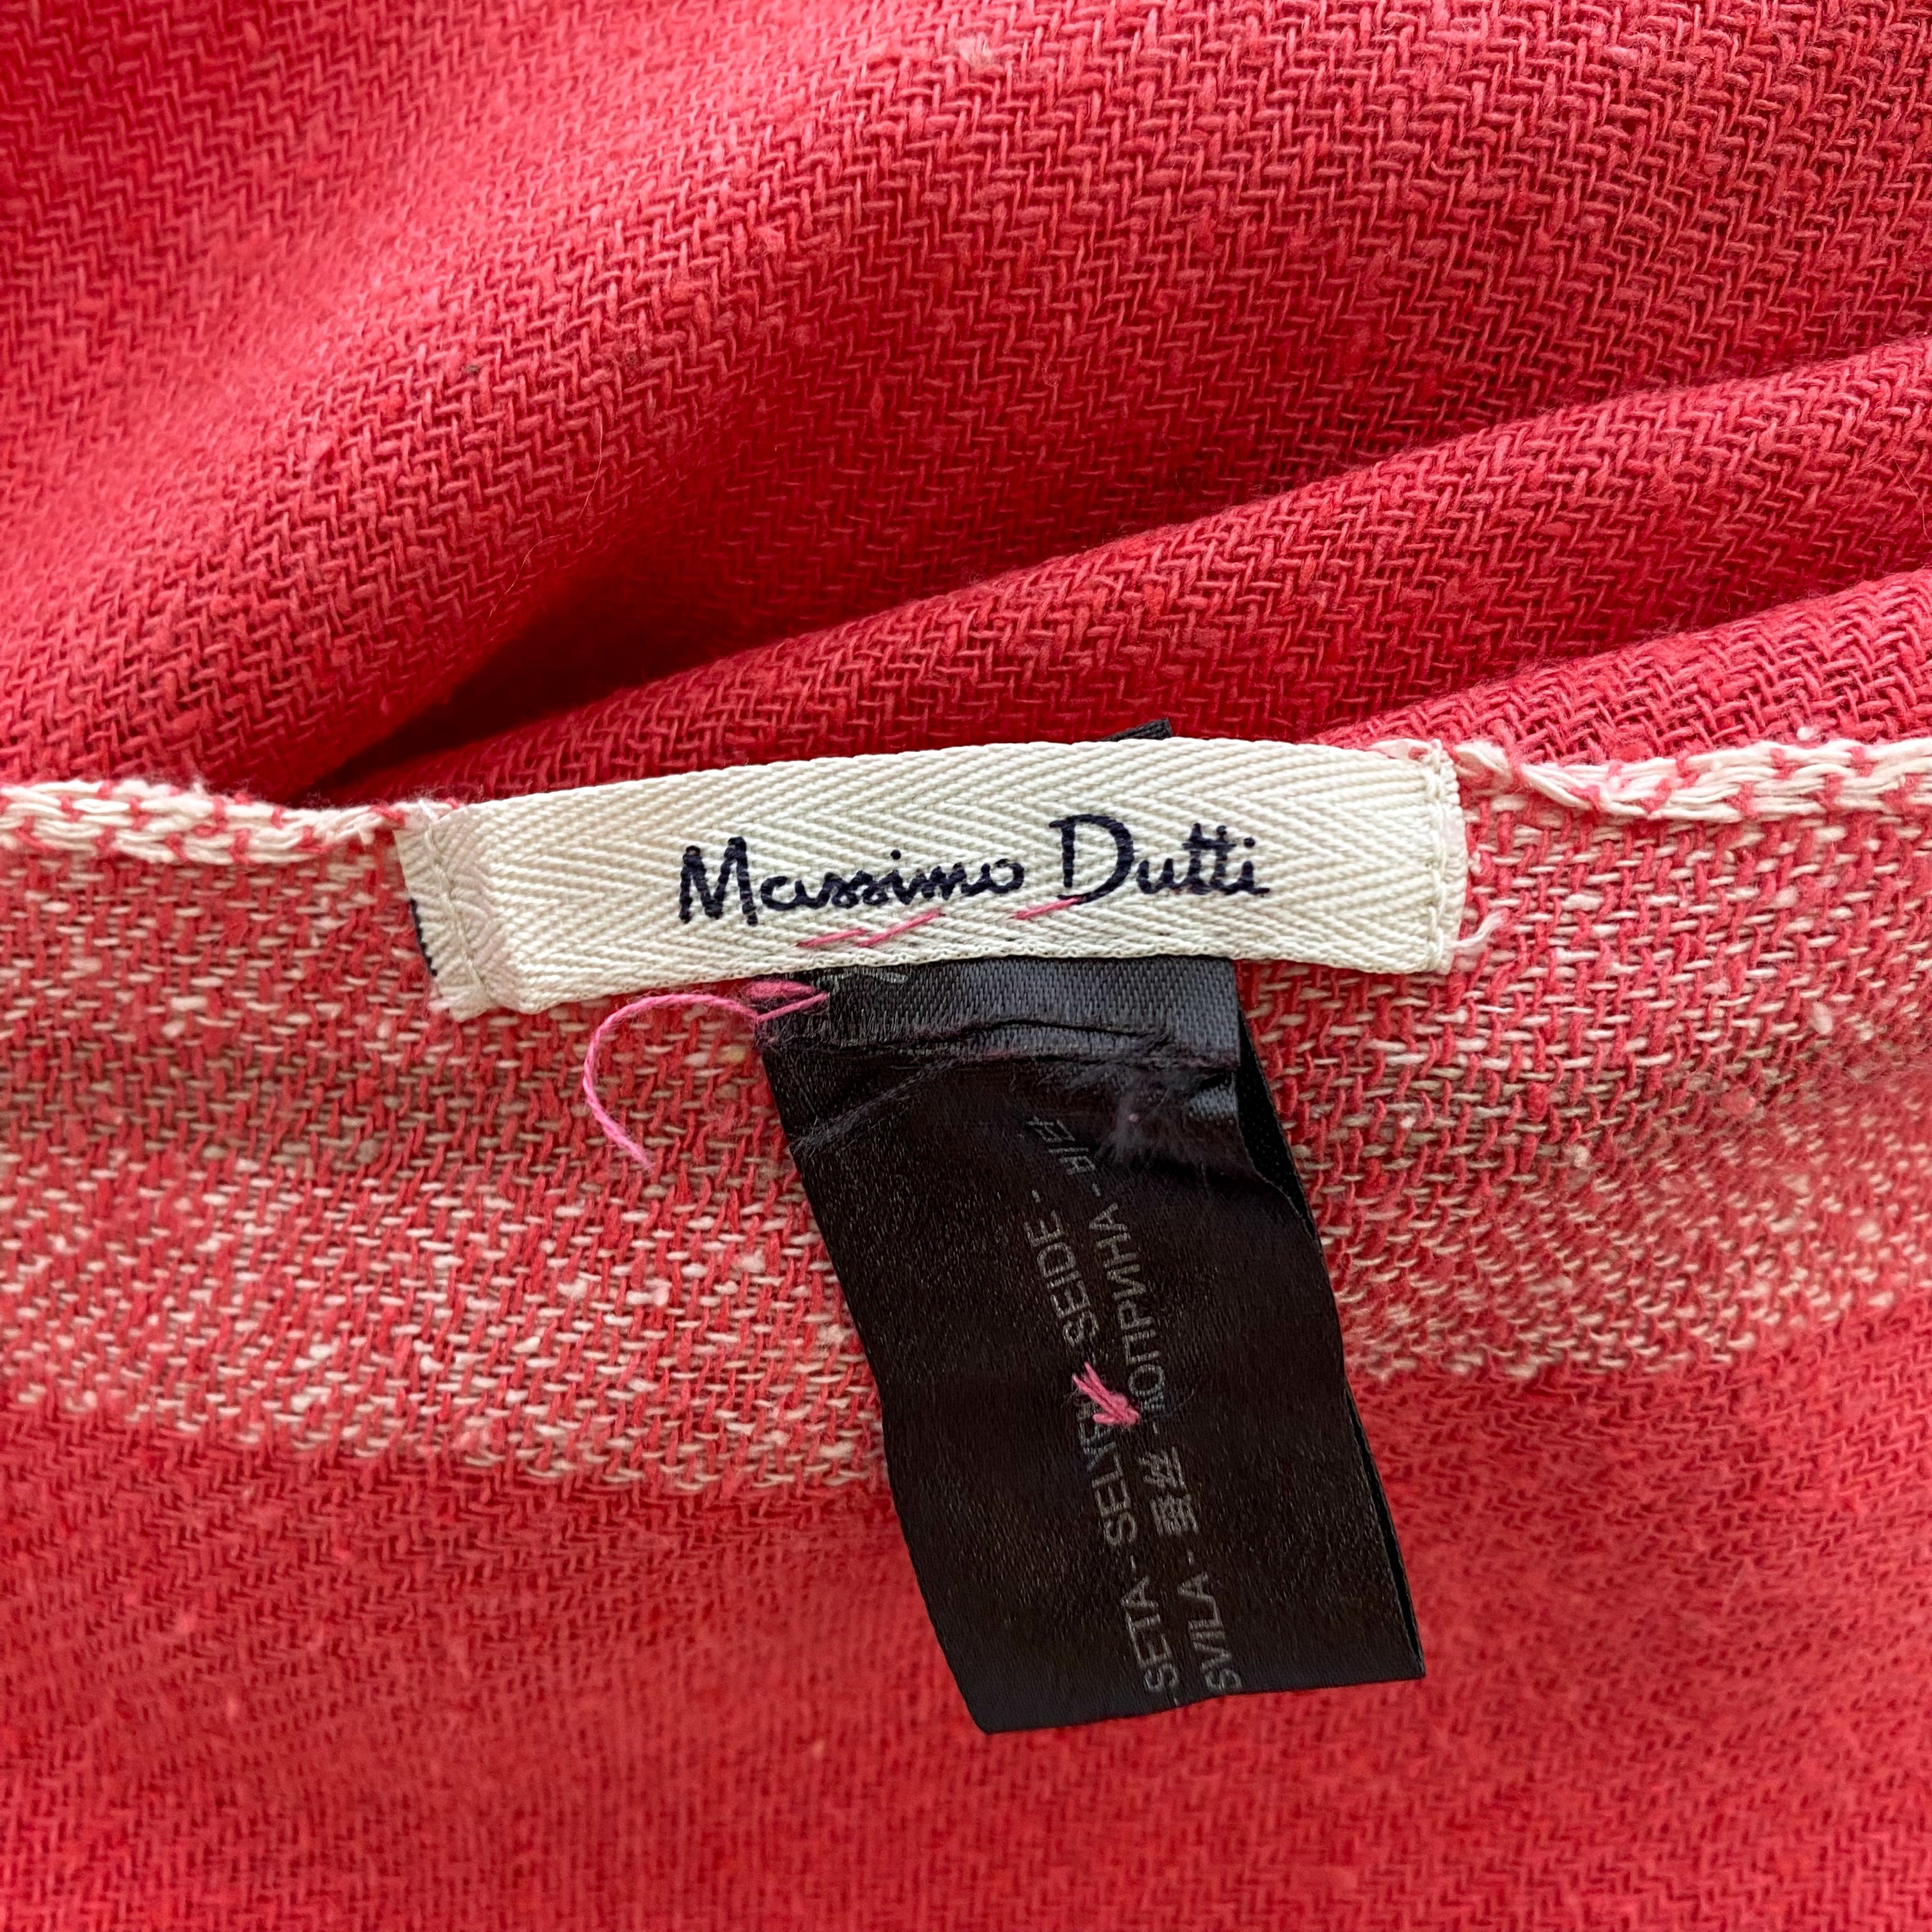 Massimo Dutti
SETA - SELYEM - SEIDE -
SVILA - 蚕丝 - КОПРИНА -